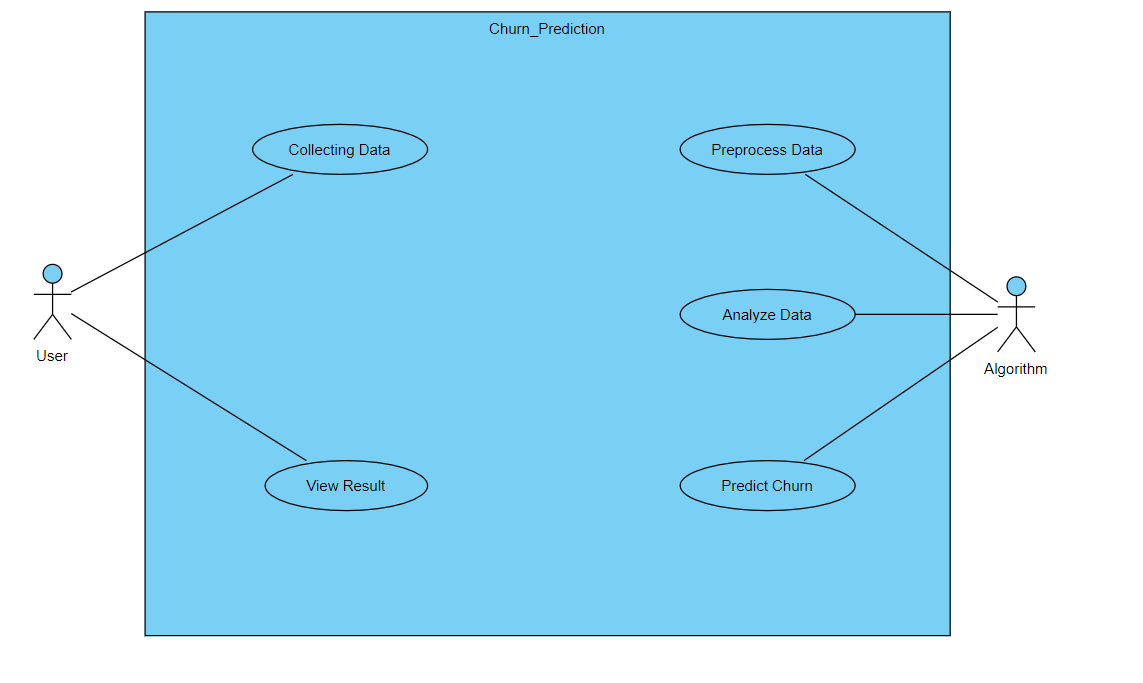 Churn_Prediction
Collecting Data
Preprocess Data
User
Analyze Data
Algorithm
View Result
Predict Churn